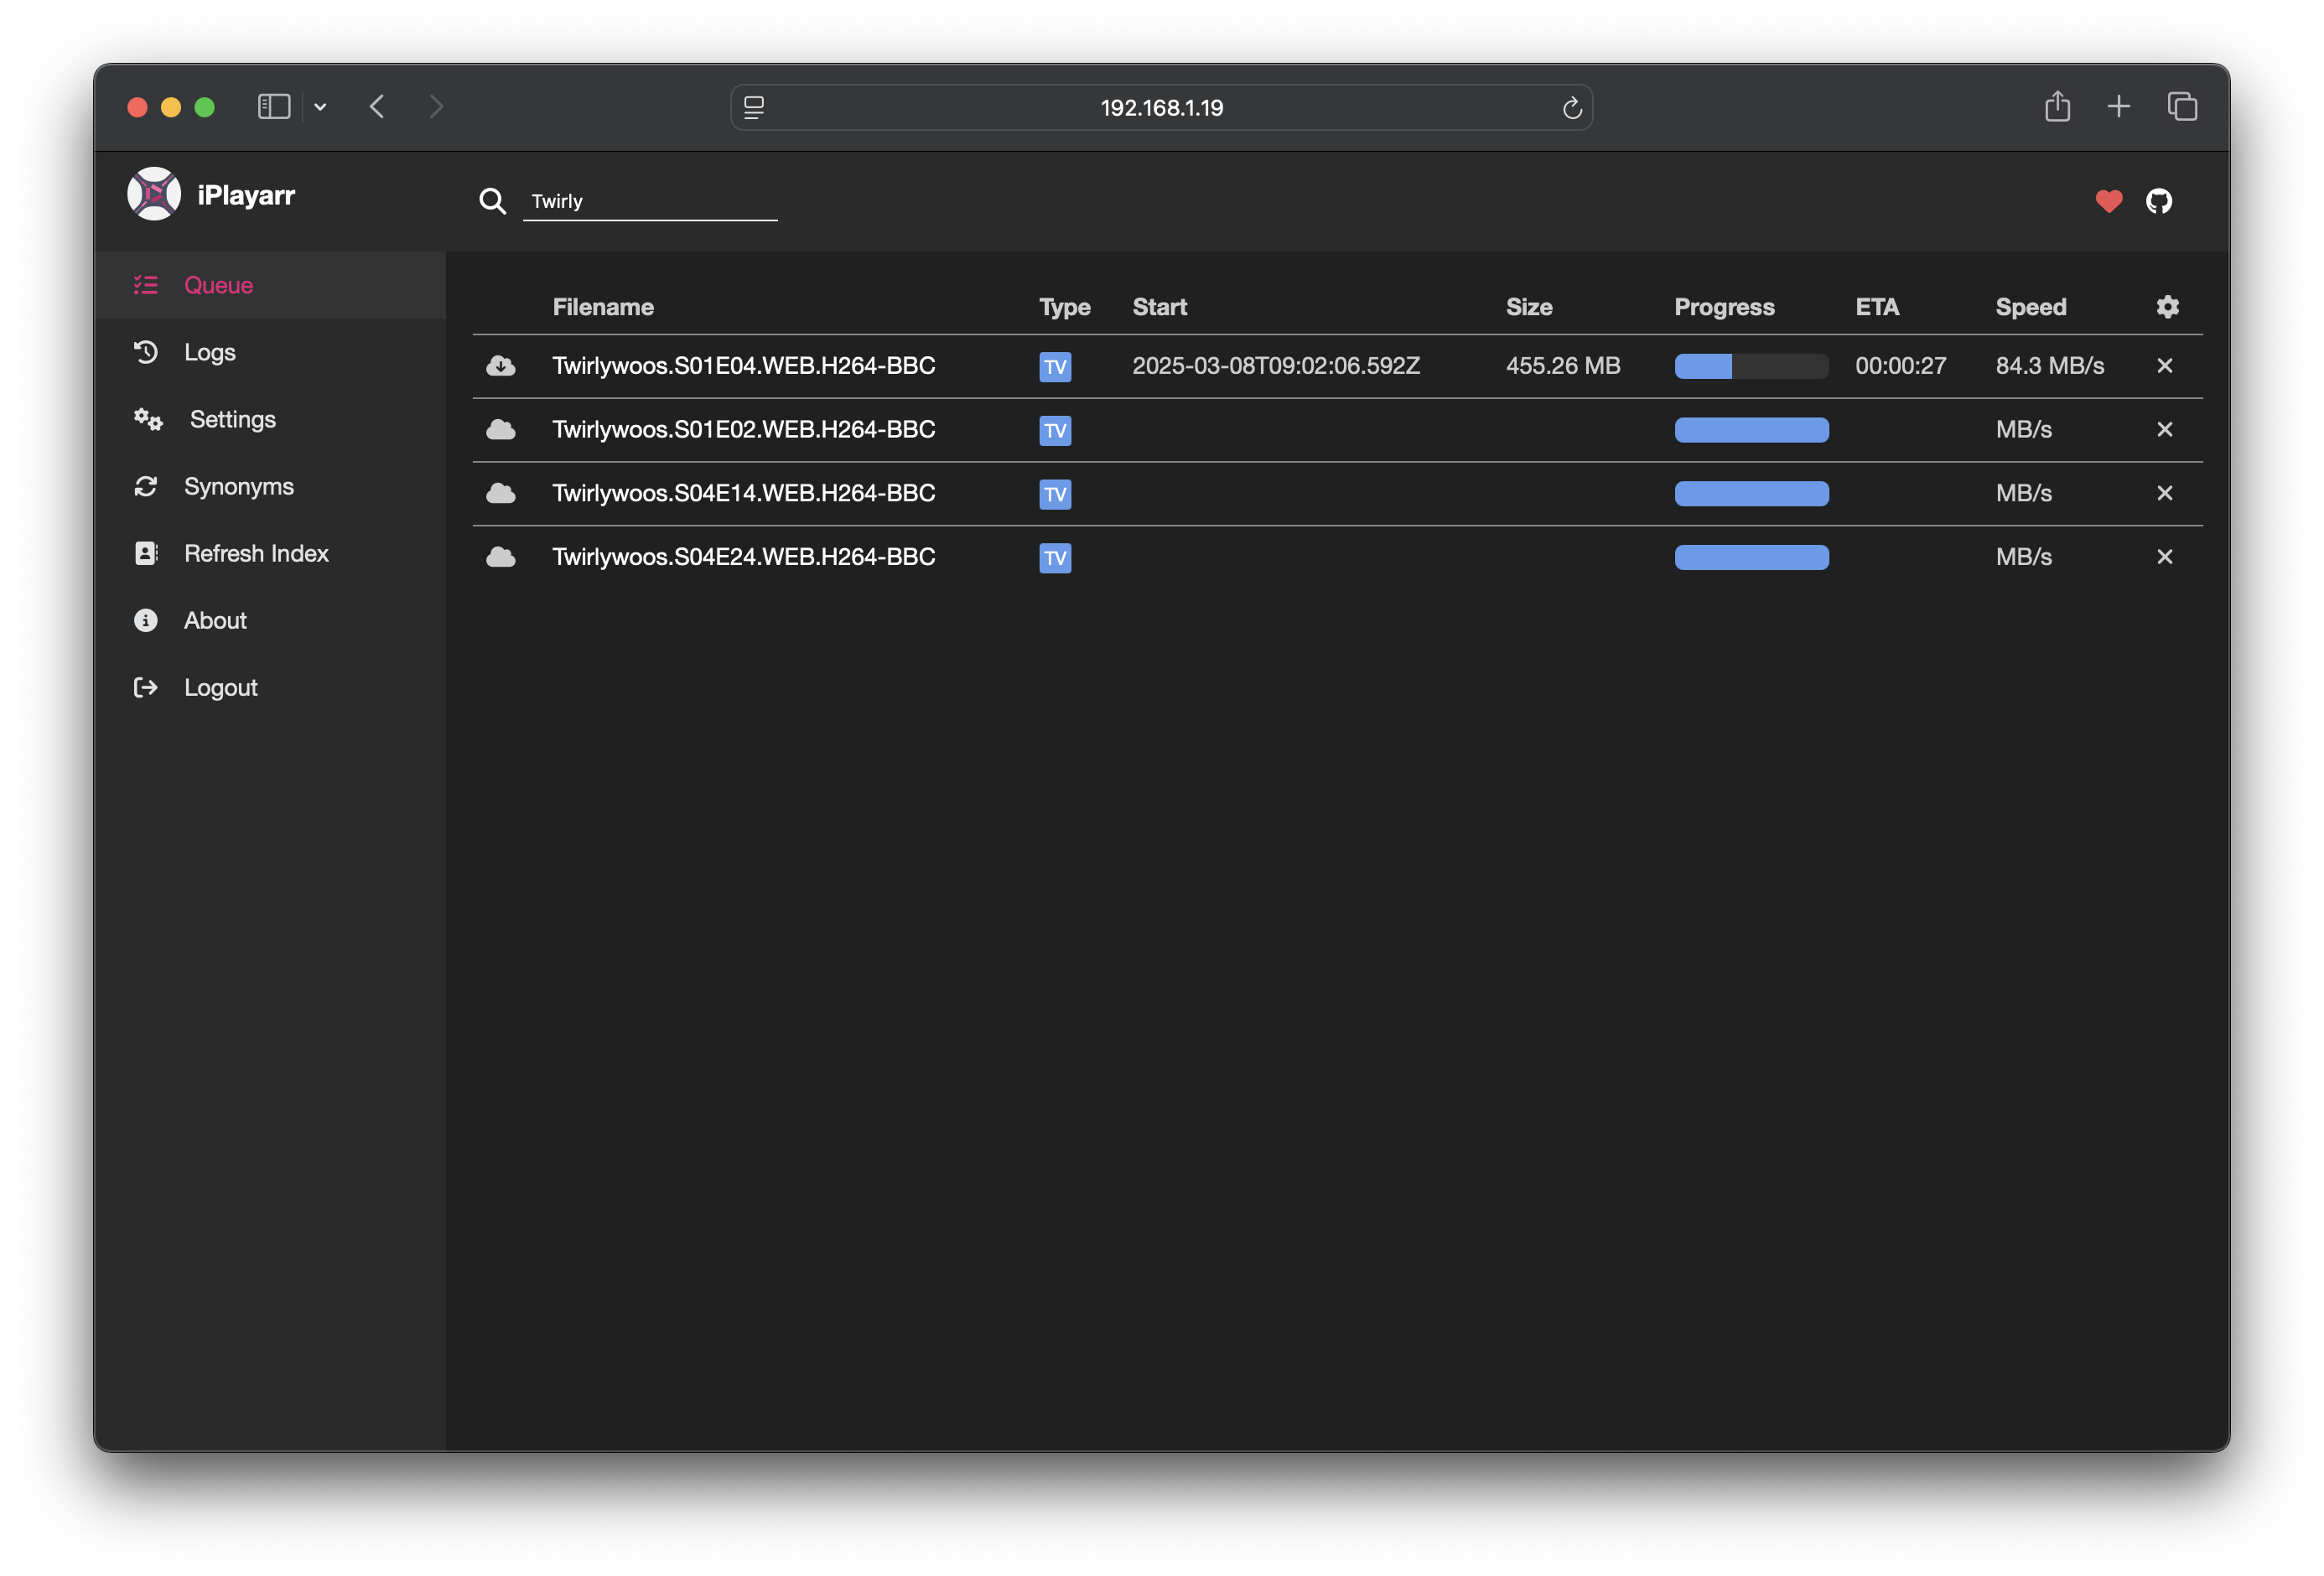 192.168.1.19
iPlayarr
Twirly
Queue
Logs
Settings
Synonyms
Refresh Index
About
Logout
Filename Type Start Size Progress ETA Speed
Twirlywoos.S01E04.WEB.H264-BBC TV 2025-03-08T09:02:06.592Z 455.26 MB 00:00:27 84.3 MB/s
Twirlywoos.S01E02.WEB.H264-BBC TV MB/s
Twirlywoos.S04E14.WEB.H264-BBC TV MB/s
Twirlywoos.S04E24.WEB.H264-BBC TV MB/s